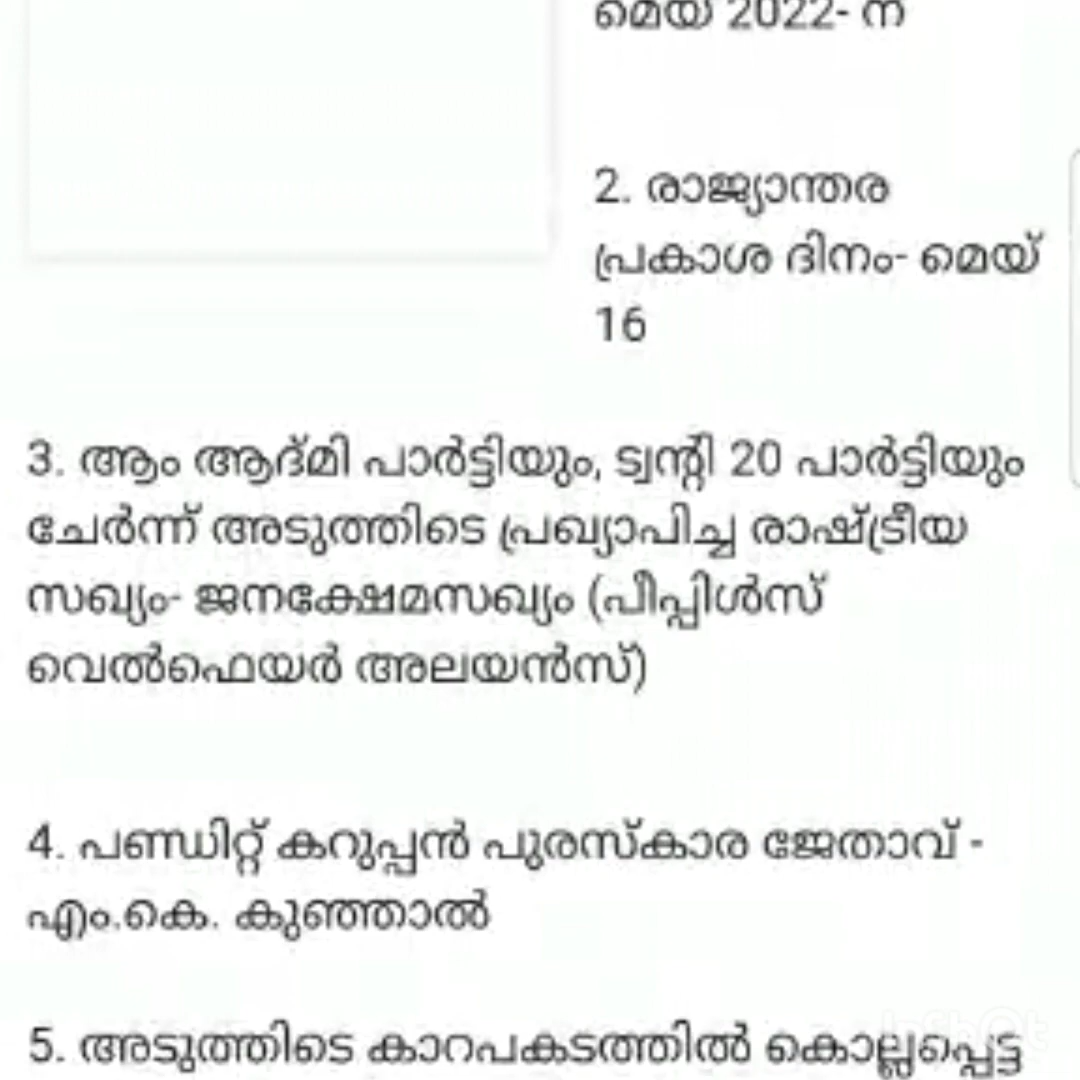 മെയ് 2022- ന്
2. രാജ്യാന്തര
പ്രകാശ ദിനം- മെയ്
16
3. ആം ആദ്മി പാർട്ടിയും, ട്വന്റി 20 പാർട്ടിയും
ചേർന്ന് അടുത്തിടെ പ്രഖ്യാപിച്ച രാഷ്ട്രീയ
സഖ്യം- ജനക്ഷേമസഖ്യം (പീപ്പിൾസ്
വെൽഫെയർ അലയൻസ്)
4. പണ്ഡിറ്റ് കറുപ്പൻ പുരസ്കാര ജേതാവ് -
എം.കെ. കുഞ്ഞാൽ
5. അടുത്തിടെ കാറപകടത്തിൽ കൊല്ലപ്പെട്ട